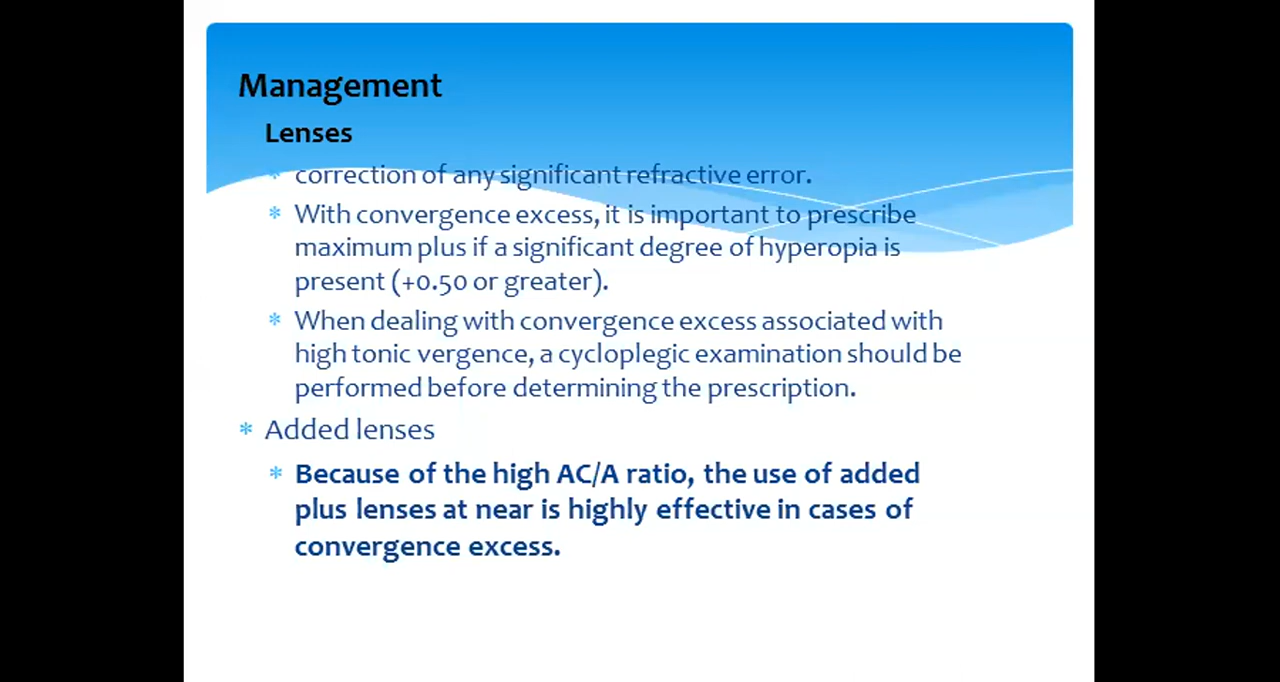 Management
Lenses
* correction of any significant refractive error.
* With convergence excess, it is important to prescribe
maximum plus if a significant degree of hyperopia is
present (+0.50 or greater).
* When dealing with convergence excess associated with
high tonic vergence, a cycloplegic examination should be
performed before determining the prescription.
* Added lenses
* Because of the high AC/A ratio, the use of added
plus lenses at near is highly effective in cases of
convergence excess.